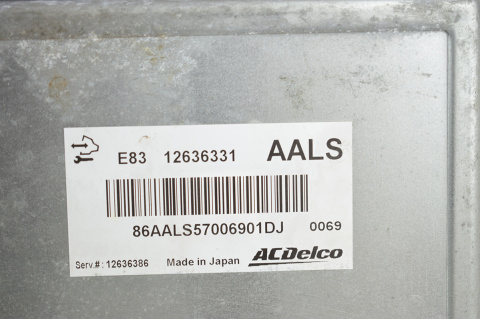 E83 12636331 AALS
86AALS57006901DJ 0069
Serv.#: 12636386 Made in Japan ACDelco